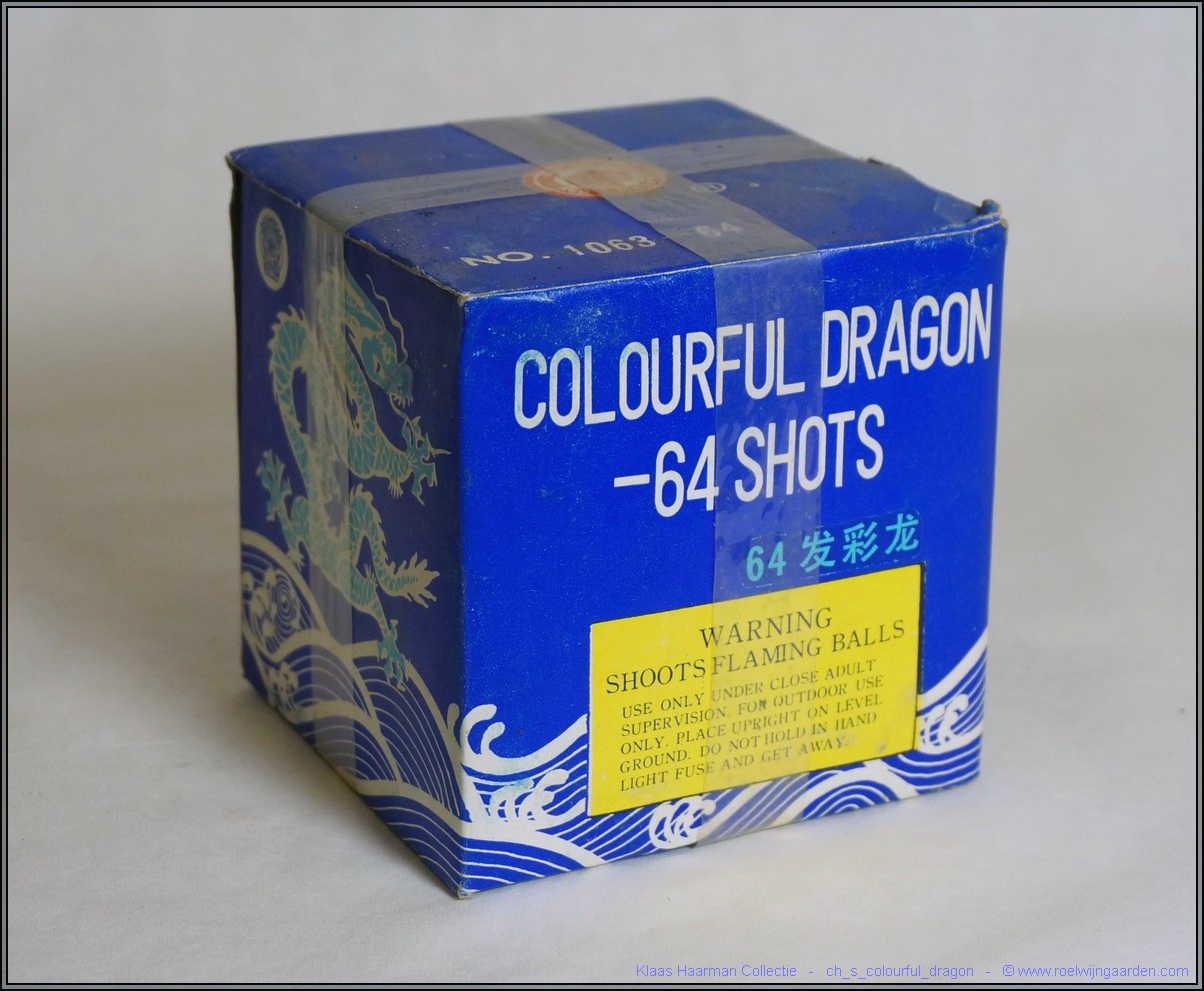 NO. 1063
64
COLOURFUL DRAGON
-64 SHOTS
64 发彩龙
WARNING
SHOOTS FLAMING BALLS
USE ONLY UNDER CLOSE ADULT
SUPERVISION. FOR OUTDOOR USE
ONLY. PLACE UPRIGHT ON LEVEL
GROUND. DO NOT HOLD IN HAND
LIGHT FUSE AND GET AWAY.
Klaas Haarman Collectie - ch_s_colourful_dragon - © www.roelwijngaarden.com